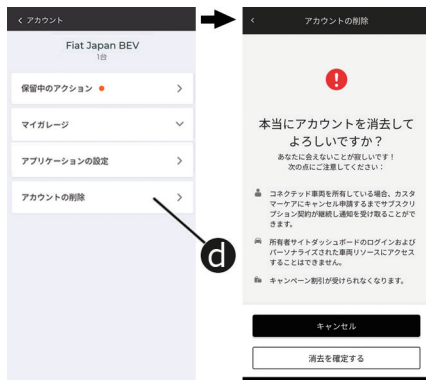 < アカウント
Fiat Japan BEV
1台
保留中のアクション
マイガレージ
アプリケーションの設定
アカウントの削除
d
アカウントの削除
本当にアカウントを消去して
よろしいですか？
あなたに会えないことが寂しいです！
次の点にご注意してください：
コネクテッド車両を所有している場合、カスタ
マーケアにキャンセル申請するまでサブスクリ
プション契約が継続し通知を受け取ることがで
きます。
所有者サイトダッシュボードのログインおよび
パーソナライズされた車両リソースにアクセス
することはできません。
キャンペーン割引が受けられなくなります。
キャンセル
消去を確定する